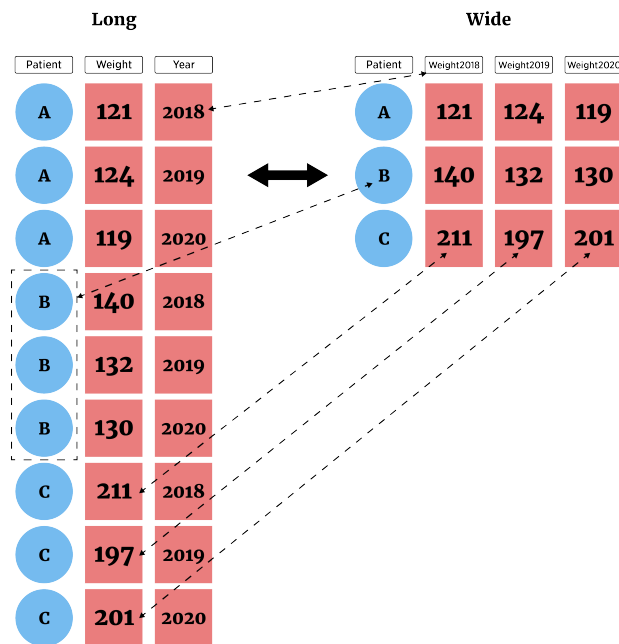 Long
Wide
Patient Weight Year
Patient Weight2018 Weight2019 Weight2020
A 121 2018
A 121 124 119
A 124 2019
B 140 132 130
A 119 2020
C 211 197 201
B 140 2018
B 132 2019
B 130 2020
C 211 2018
C 197 2019
C 201 2020